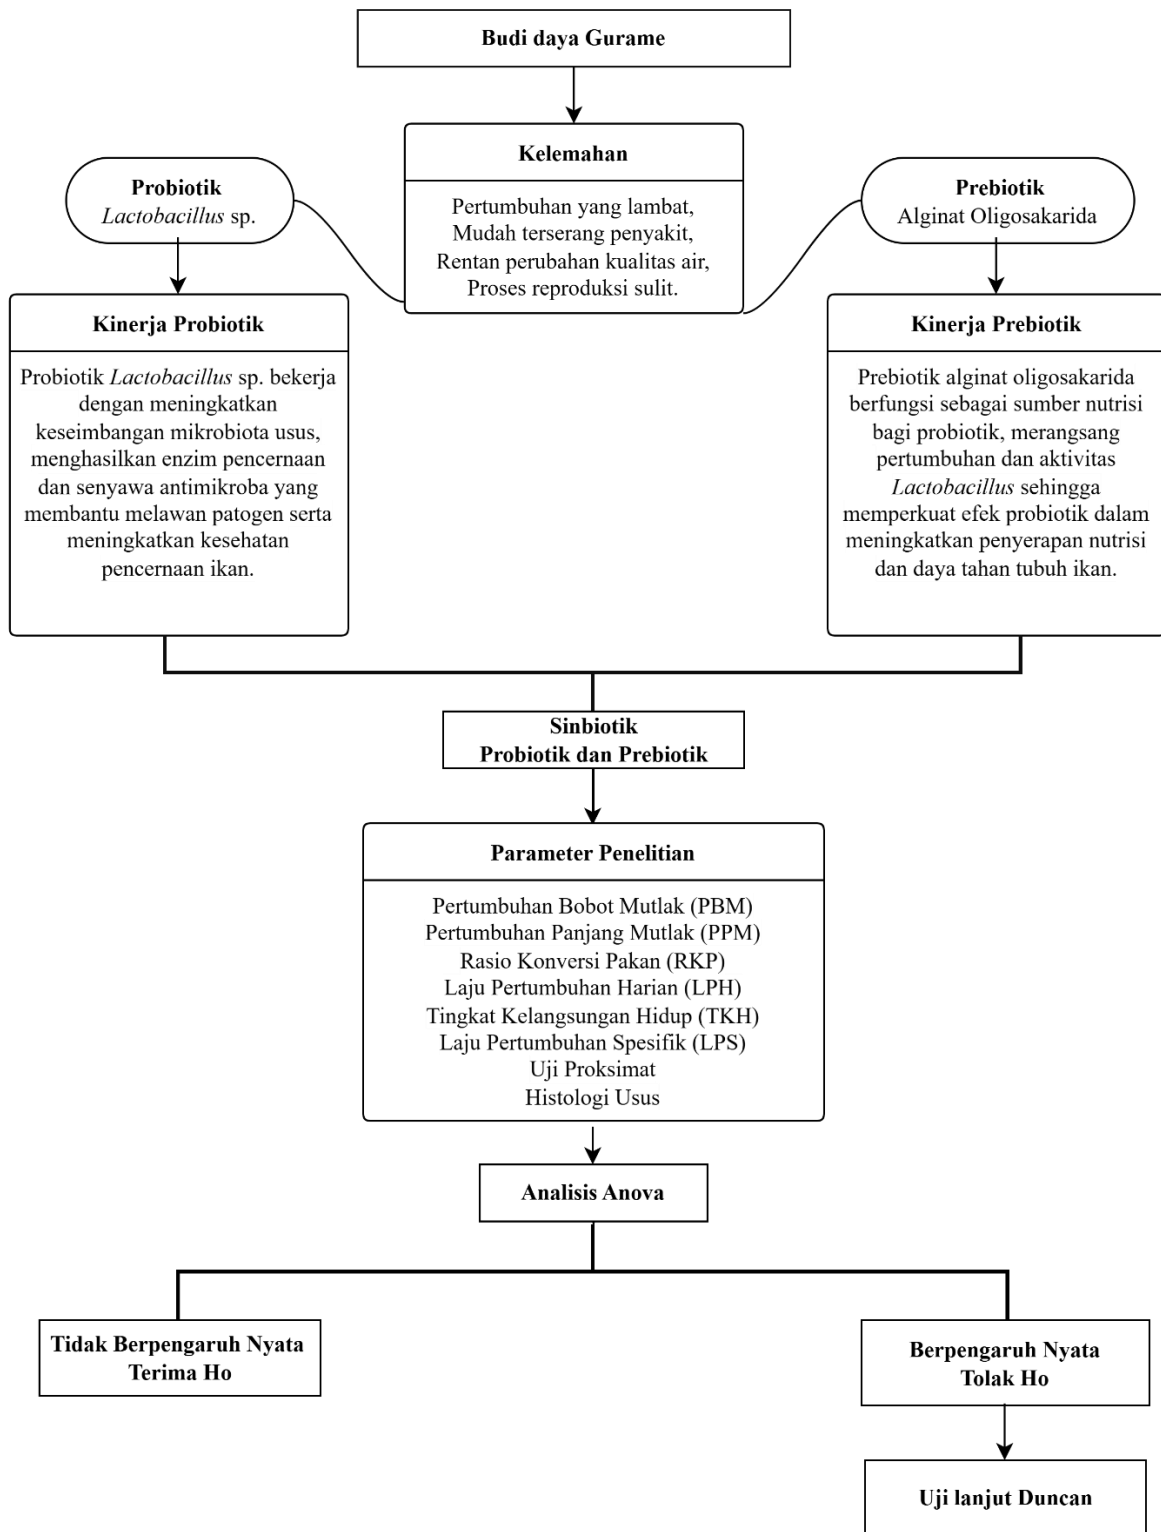 Budi daya Gurame
Kelemahan
Pertumbuhan yang lambat,
Mudah terserang penyakit,
Rentan perubahan kualitas air,
Proses reproduksi sulit.
Probiotik
Lactobacillus sp.
Prebiotik
Alginat Oligosakarida
Kinerja Probiotik
Probiotik Lactobacillus sp. bekerja
dengan meningkatkan
keseimbangan mikrobiota usus,
menghasilkan enzim pencernaan
dan senyawa antimikroba yang
membantu melawan patogen serta
meningkatkan kesehatan
pencernaan ikan.
Kinerja Prebiotik
Prebiotik alginat oligosakarida
berfungsi sebagai sumber nutrisi
bagi probiotik, merangsang
pertumbuhan dan aktivitas
Lactobacillus sehingga
memperkuat efek probiotik dalam
meningkatkan penyerapan nutrisi
dan daya tahan tubuh ikan.
Sinbiotik
Probiotik dan Prebiotik
Parameter Penelitian
Pertumbuhan Bobot Mutlak (PBM)
Pertumbuhan Panjang Mutlak (PPM)
Rasio Konversi Pakan (RKP)
Laju Pertumbuhan Harian (LPH)
Tingkat Kelangsungan Hidup (TKH)
Laju Pertumbuhan Spesifik (LPS)
Uji Proksimat
Histologi Usus
Analisis Anova
Tidak Berpengaruh Nyata
Terima Ho
Berpengaruh Nyata
Tolak Ho
Uji lanjut Duncan